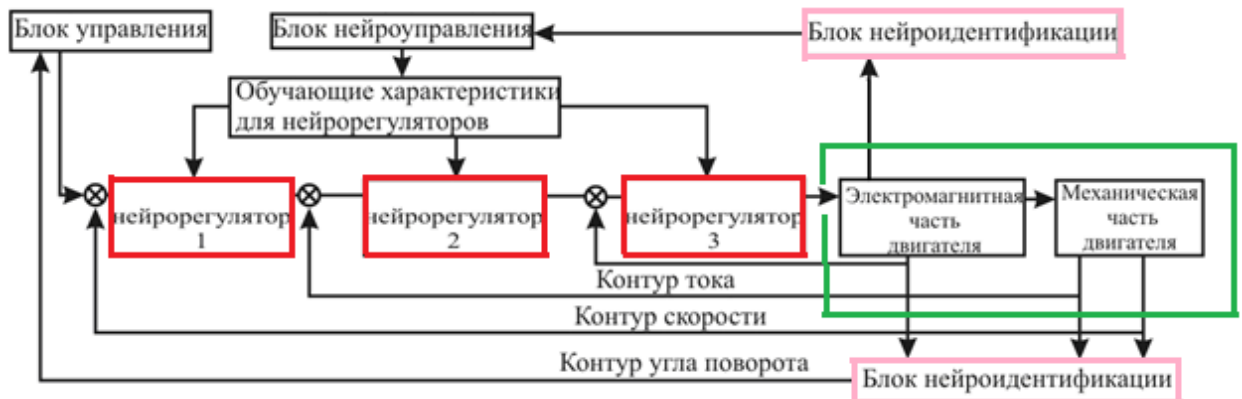 Блок управления
Блок нейроуправления
Блок нейроидентификации
Обучающие характеристики
для нейрорегуляторов
нейрорегулятор
1
нейрорегулятор
2
нейрорегулятор
3
Электромагнитная
часть
двигателя
Механическая
часть
двигателя
Контур тока
Контур скорости
Контур угла поворота
Блок нейроидентификации